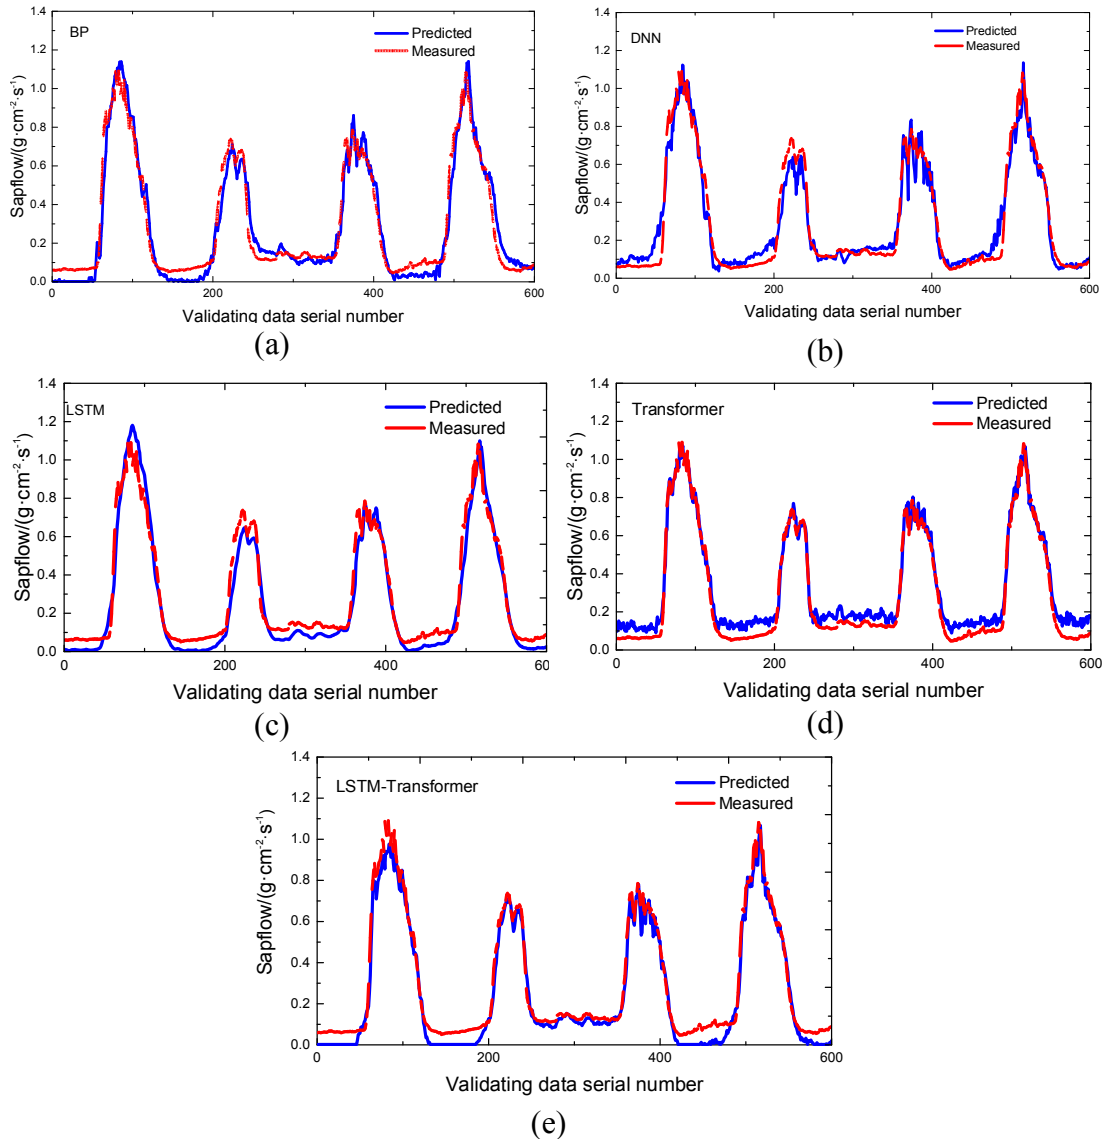 BP
Predicted
Measured
Sapflow/(g·cm⁻²·s⁻¹)
1.4
1.2
1.0
0.8
0.6
0.4
0.2
0.0
0
200
400
600
Validating data serial number
(a)
DNN
Predicted
Measured
Sapflow/(g·cm⁻²·s⁻¹)
1.4
1.2
1.0
0.8
0.6
0.4
0.2
0.0
0
200
400
600
Validating data serial number
(b)
LSTM
Predicted
Measured
Sapflow/(g·cm⁻²·s⁻¹)
1.4
1.2
1.0
0.8
0.6
0.4
0.2
0.0
0
200
400
600
Validating data serial number
(c)
Transformer
Predicted
Measured
Sapflow/(g·cm⁻²·s⁻¹)
1.4
1.2
1.0
0.8
0.6
0.4
0.2
0.0
0
200
400
600
Validating data serial number
(d)
LSTM-Transformer
Predicted
Measured
Sapflow/(g·cm⁻²·s⁻¹)
1.4
1.2
1.0
0.8
0.6
0.4
0.2
0.0
0
200
400
600
Validating data serial number
(e)